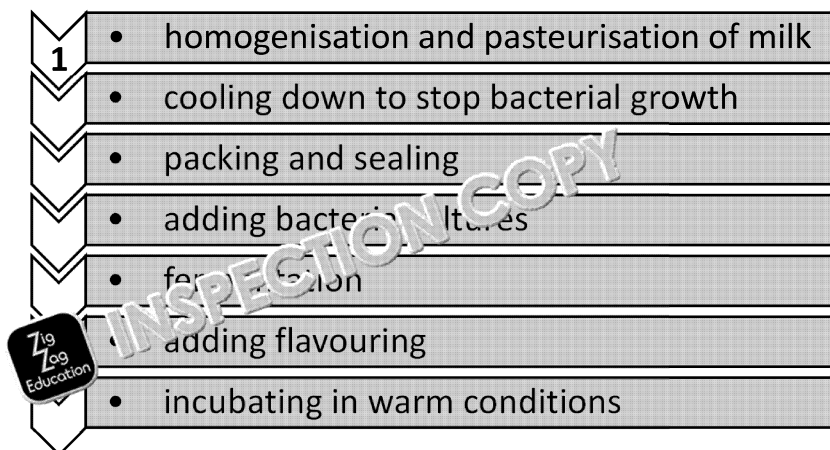 1
• homogenisation and pasteurisation of milk
• cooling down to stop bacterial growth
• packing and sealing
• adding
• 
• adding flavouring
• incubating in warm conditions
INSPECTION COPY
Zig
Zag
Education